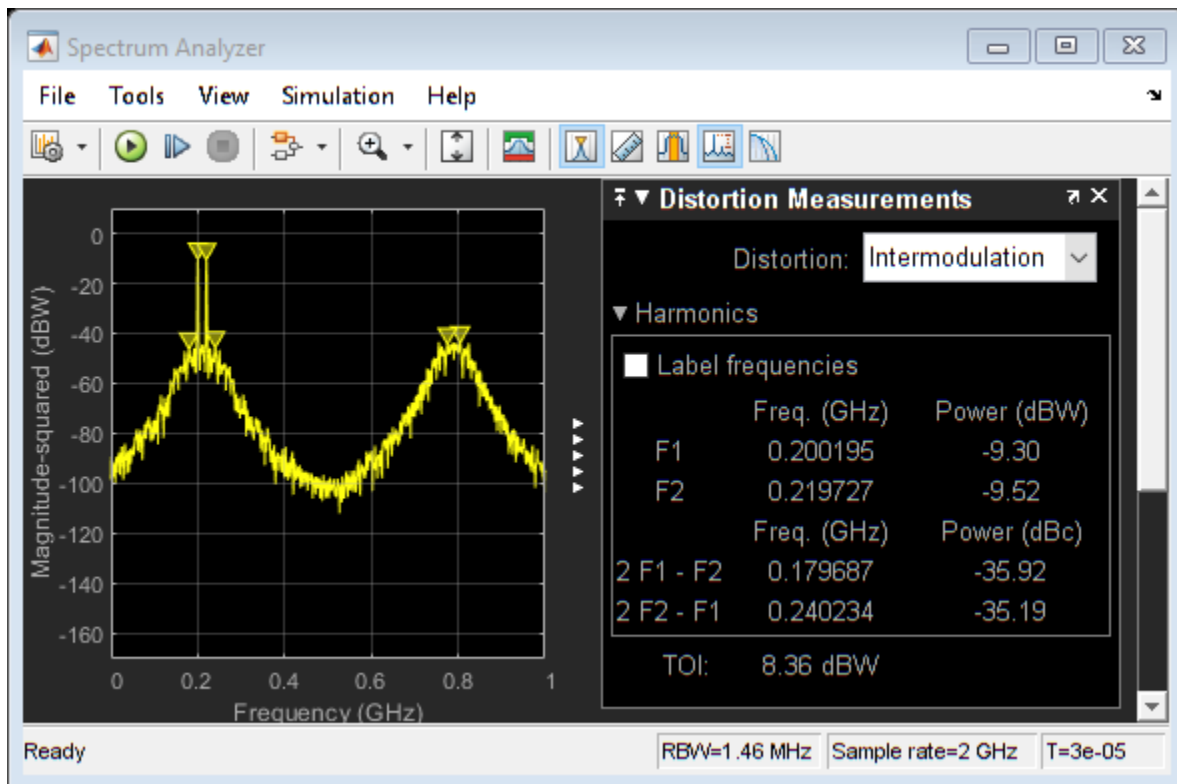 Spectrum Analyzer
File Tools View Simulation Help
Distortion Measurements
Distortion: Intermodulation
Harmonics
Label frequencies
Freq. (GHz) Power (dBW)
F1 0.200195 -9.30
F2 0.219727 -9.52
Freq. (GHz) Power (dBc)
2 F1 - F2 0.179687 -35.92
2 F2 - F1 0.240234 -35.19
TOI: 8.36 dBW
Magnitude-squared (dBW)
0
-20
-40
-60
-80
-100
-120
-140
-160
0 0.2 0.4 0.6 0.8 1
Frequency (GHz)
Ready RBW=1.46 MHz Sample rate=2 GHz T=3e-05